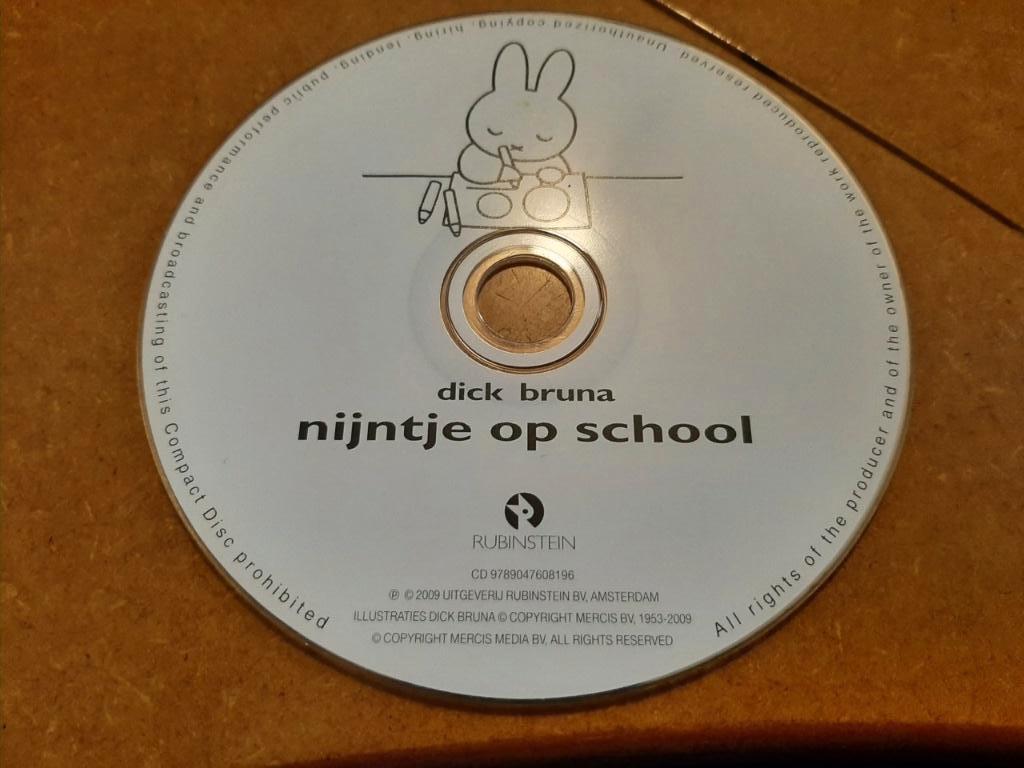 dick bruna
nijntje op school
RUBINSTEIN
CD 9789047608196
℗ © 2009 UITGEVERIJ RUBINSTEIN BV, AMSTERDAM
ILLUSTRATIES DICK BRUNA © COPYRIGHT MERCIS BV, 1953-2009
© COPYRIGHT MERCIS MEDIA BV, ALL RIGHTS RESERVED
All rights of the producer and of the owner of the work reproduced reserved. Unauthorized copying, hiring, lending, public performance and broadcasting of this Compact Disc prohibited